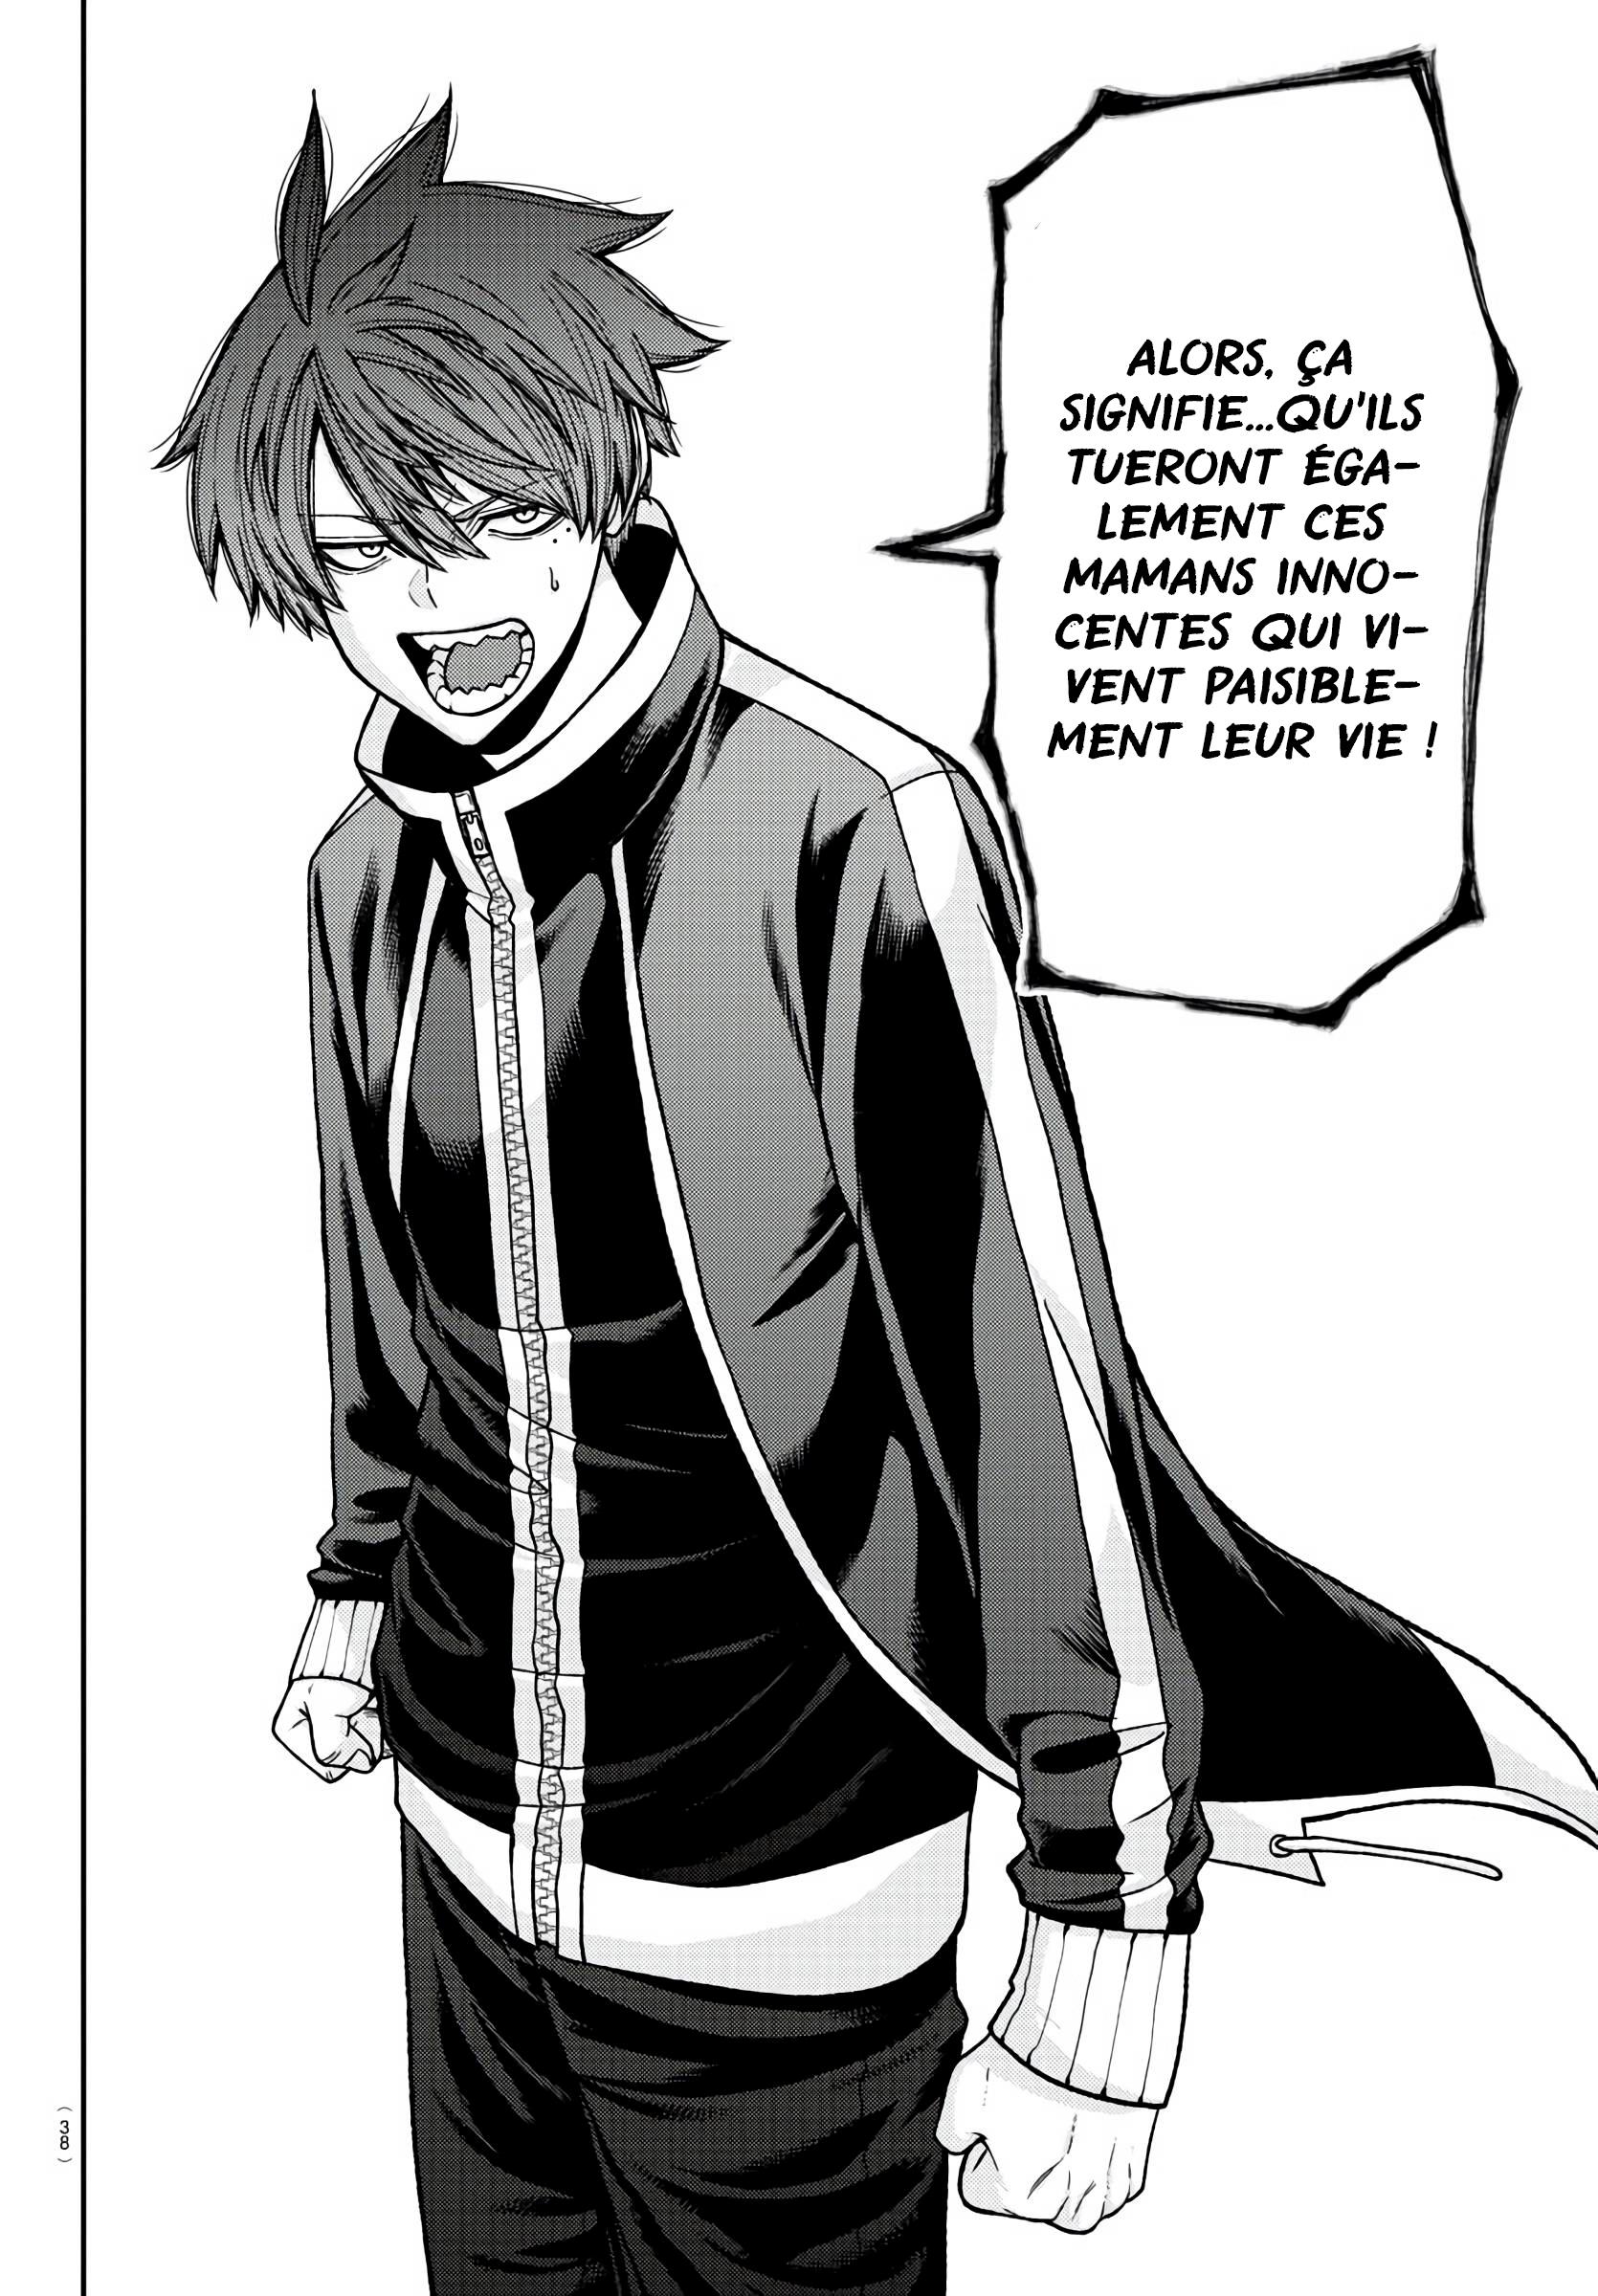 ALORS, ÇA
SIGNIFIE...QU'ILS
TUERONT ÉGA-
LEMENT CES
MAMANS INNO-
CENTES QUI VI-
VENT PAISIBLE-
MENT LEUR VIE !
(38)